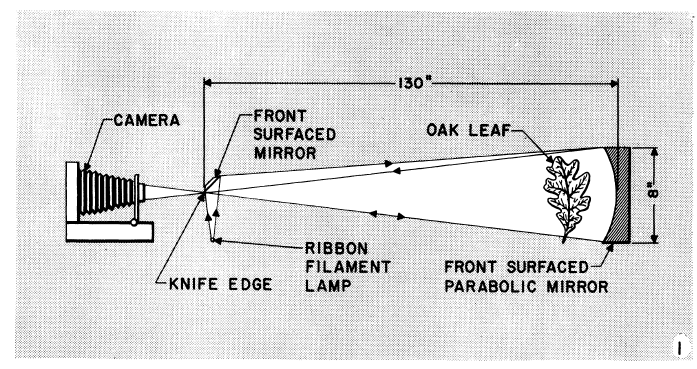 130"
CAMERA
FRONT
SURFACED
MIRROR
OAK LEAF
8"
RIBBON
FILAMENT
LAMP
KNIFE EDGE
FRONT SURFACED
PARABOLIC MIRROR
1